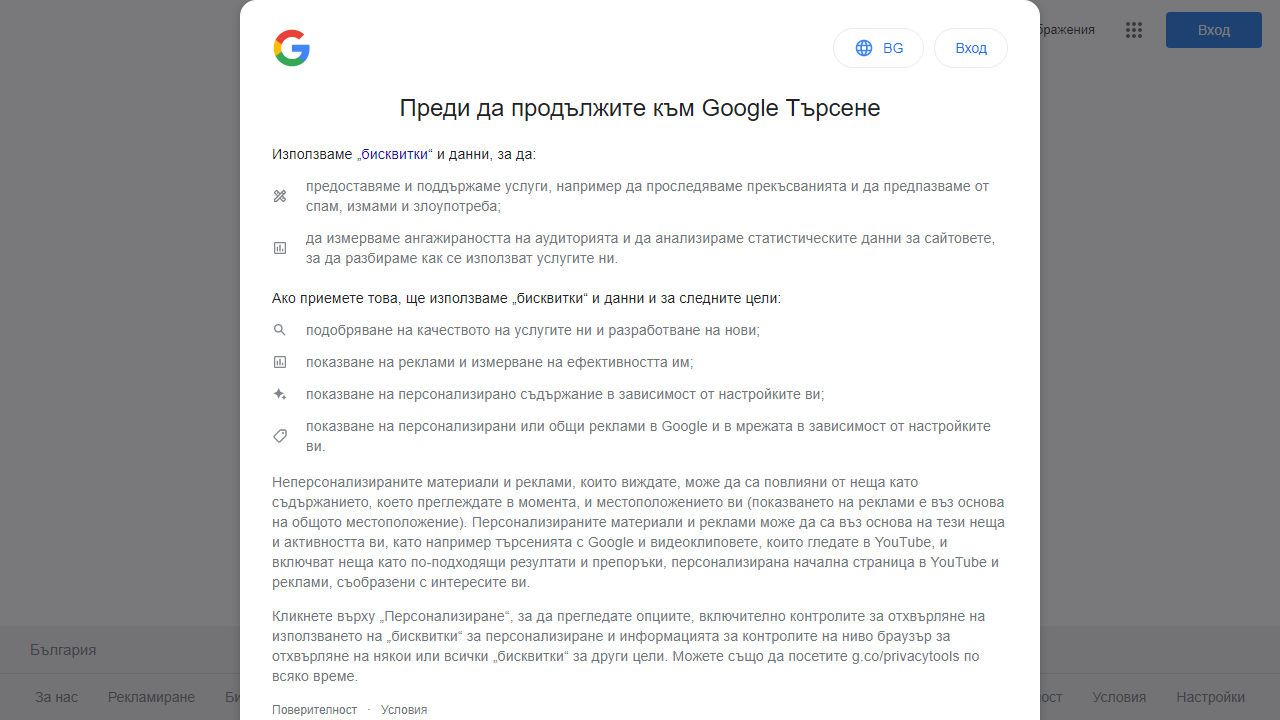 BG
Вход
Вход
Преди да продължите към Google Търсене
Използваме „бисквитки“ и данни, за да:
предоставяме и поддържаме услуги, например да проследяваме прекъсванията и да предпазваме от
спам, измами и злоупотреба;
да измерваме ангажираността на аудиторията и да анализираме статистическите данни за сайтовете,
за да разбираме как се използват услугите ни.
Ако приемете това, ще използваме „бисквитки“ и данни и за следните цели:
подобряване на качеството на услугите ни и разработване на нови;
показване на реклами и измерване на ефективността им;
показване на персонализирано съдържание в зависимост от настройките ви;
показване на персонализирани или общи реклами в Google и в мрежата в зависимост от настройките
ви.
Неперсонализираните материали и реклами, които виждате, може да са повлияни от неща като
съдържанието, което преглеждате в момента, и местоположението ви (показването на реклами е въз основа
на общото местоположение). Персонализираните материали и реклами може да са въз основа на тези неща
и активността ви, като например търсенията с Google и видеоклиповете, които гледате в YouTube, и
включват неща като по-подходящи резултати и препоръки, персонализирана начална страница в YouTube и
реклами, съобразени с интересите ви.
Кликнете върху „Персонализиране“, за да прегледате опциите, включително контролите за отхвърляне на
използването на „бисквитки“ за персонализиране и информацията за контролите на ниво браузър за
отхвърляне на някои или всички „бисквитки“ за други цели. Можете също да посетите g.co/privacytools по
всяко време.
България
За нас Рекламиране
Условия Настройки
Поверителност · Условия